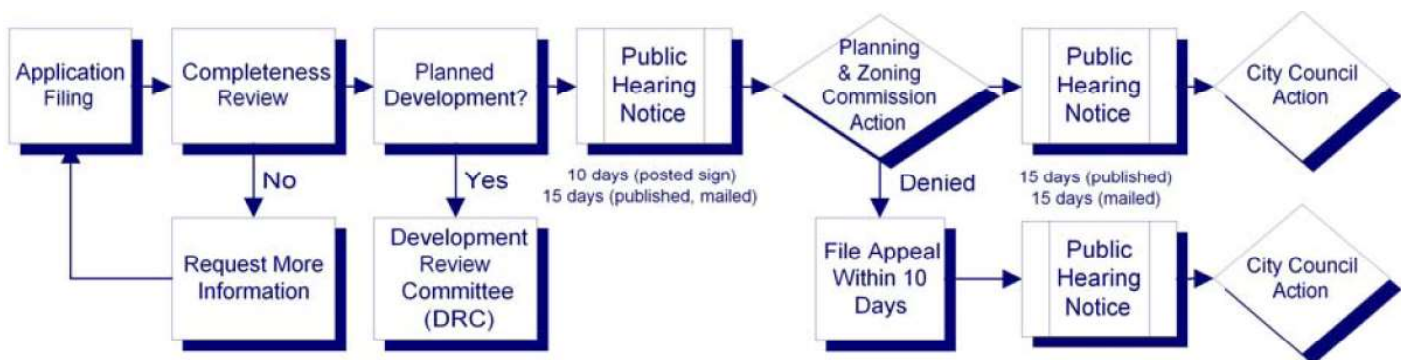 Application
Filing
Completeness
Review
Planned
Development?
Public
Hearing
Notice
10 days (posted sign)
15 days (published, mailed)
Planning
& Zoning
Commission
Action
Public
Hearing
Notice
15 days (published)
15 days (mailed)
City Council
Action
No
Yes
Denied
Request More
Information
Development
Review
Committee
(DRC)
File Appeal
Within 10
Days
Public
Hearing
Notice
City Council
Action